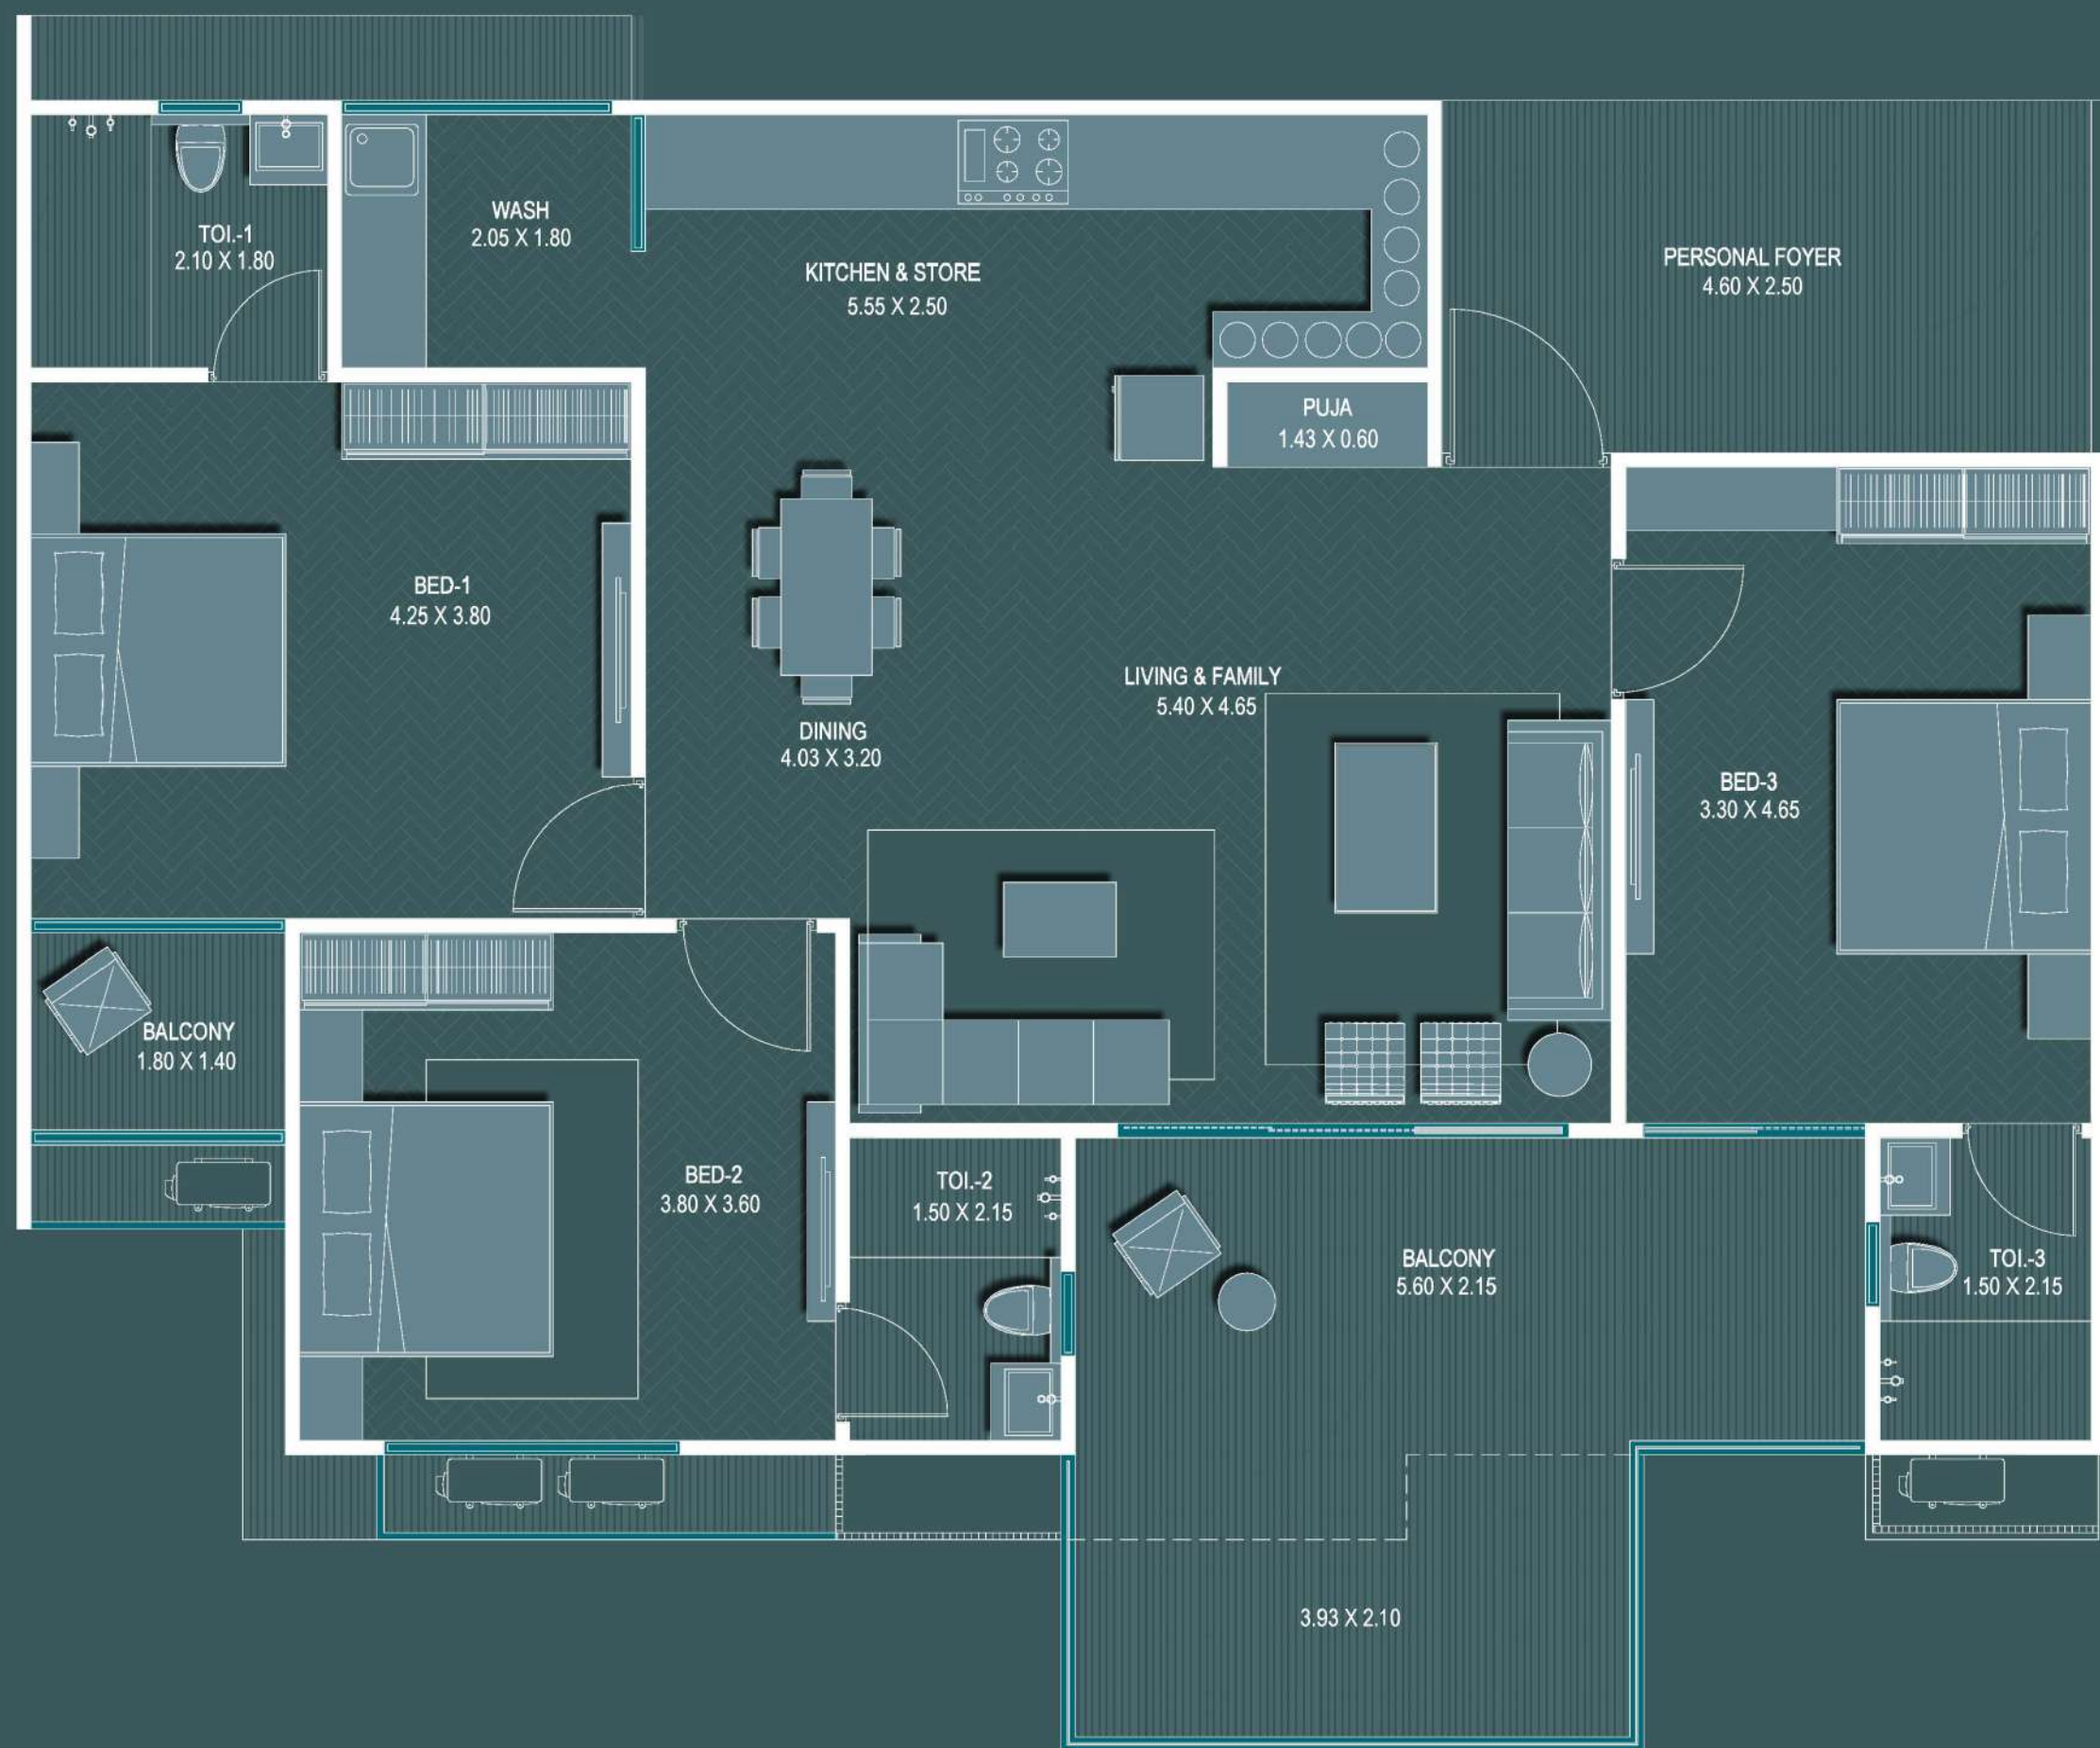 WASH
2.05 X 1.80
TOI.-1
2.10 X 1.80
KITCHEN & STORE
5.55 X 2.50
PERSONAL FOYER
4.60 X 2.50
PUJA
1.43 X 0.60
BED-1
4.25 X 3.80
LIVING & FAMILY
5.40 X 4.65
DINING
4.03 X 3.20
BED-3
3.30 X 4.65
BALCONY
1.80 X 1.40
BED-2
3.80 X 3.60
TOI.-2
1.50 X 2.15
BALCONY
5.60 X 2.15
TOI.-3
1.50 X 2.15
3.93 X 2.10